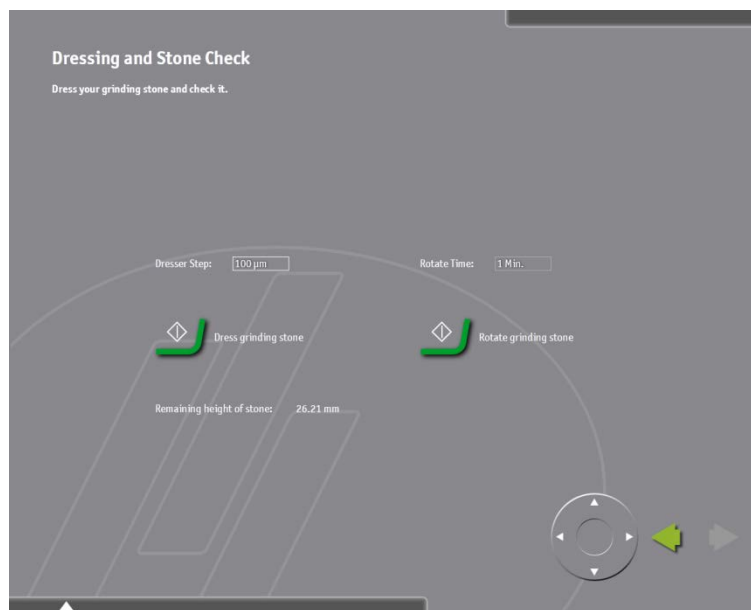 Dressing and Stone Check
Dress your grinding stone and check it.
Dresser Step: 100 µm
Rotate Time: 1 Min.
Dress grinding stone
Rotate grinding stone
Remaining height of stone: 26.21 mm